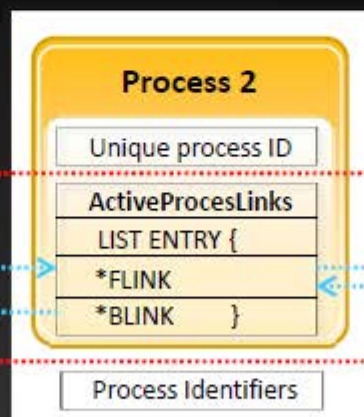 Process 2
Unique process ID
ActiveProcesLinks
LIST ENTRY {
*FLINK
*BLINK }
Process Identifiers